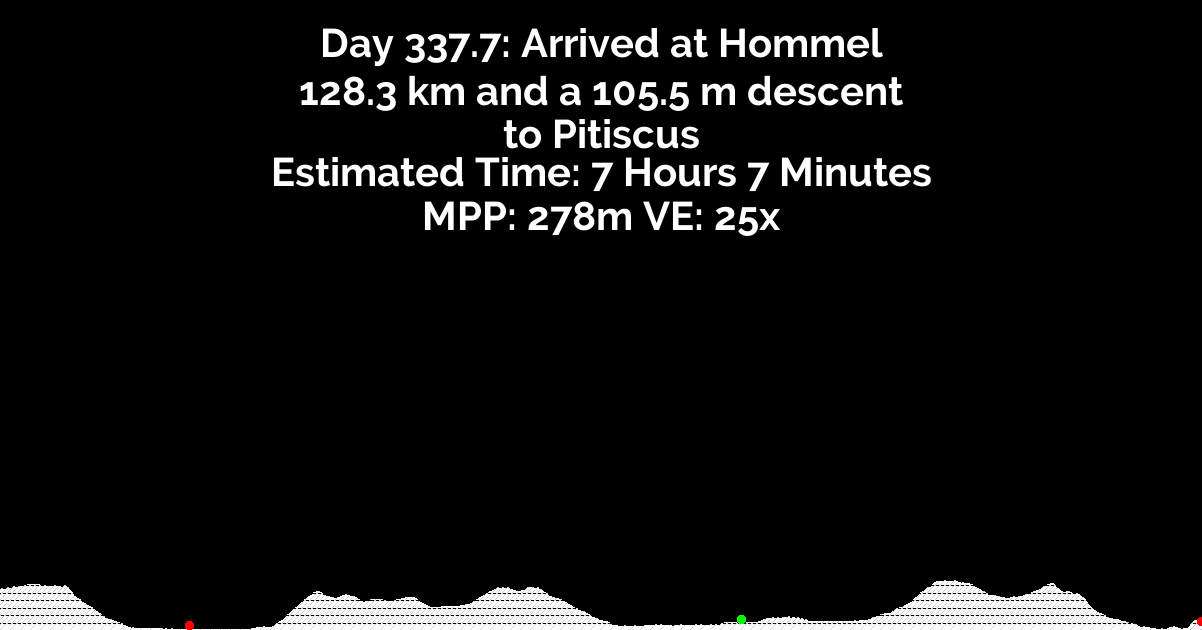 Day 337.7: Arrived at Hommel
128.3 km and a 105.5 m descent
to Pitiscus
Estimated Time: 7 Hours 7 Minutes
MPP: 278m VE: 25x